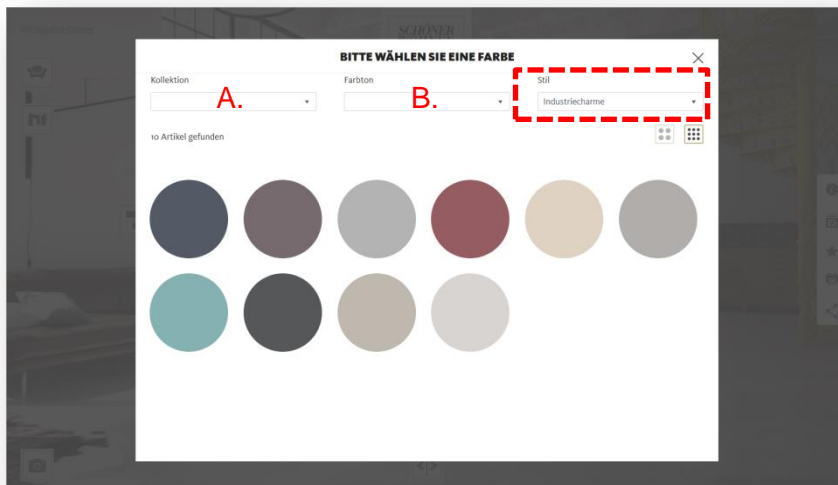 SCHÖNER
BITTE WÄHLEN SIE EINE FARBE
Kollektion
Farbton
Stil
A.
B.
Industriecharme
10 Artikel gefunden